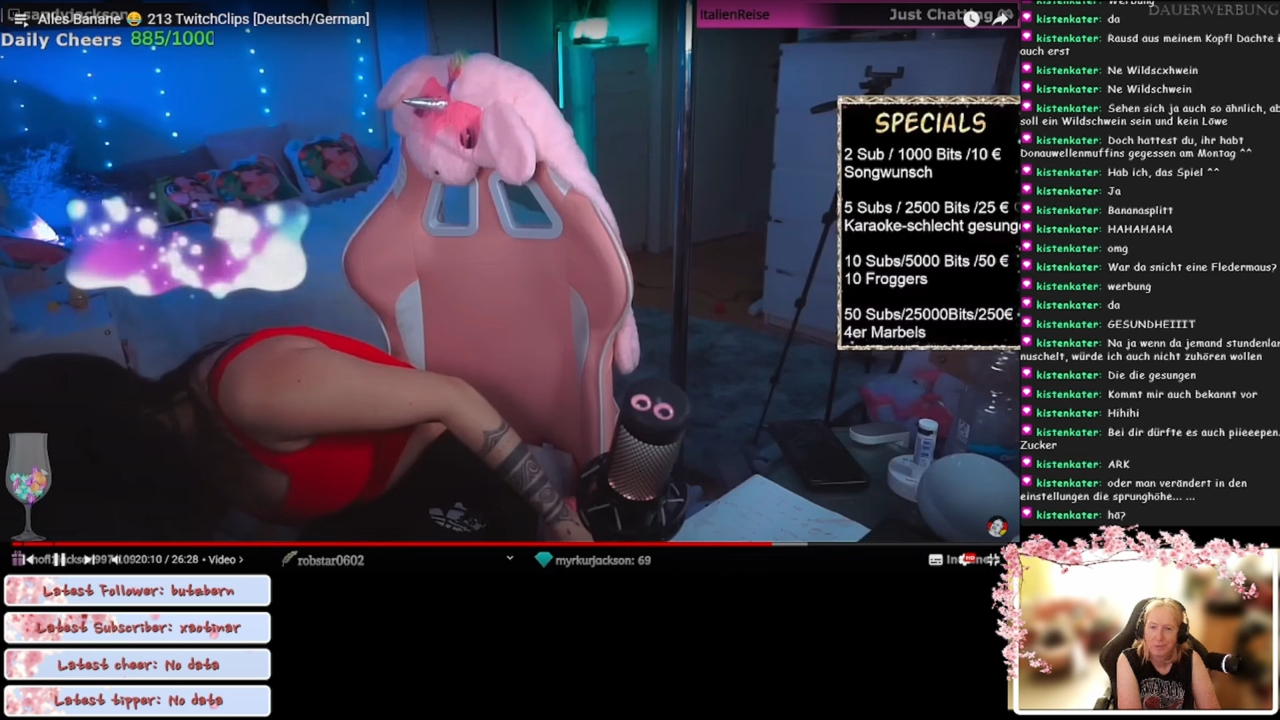 Alles Banane 😂 213 TwitchClips [Deutsch/German]
Daily Cheers 885/1000
ItalienReise
Just Chatting
DAUERWERBUNG
SPECIALS
2 Sub / 1000 Bits /10 €
Songwunsch
5 Subs / 2500 Bits /25 €
Karaoke-schlecht gesung
10 Subs/5000 Bits /50 €
10 Froggers
50 Subs/25000Bits/250€
4er Marbels
da
kistenkater: Rausd aus meinem Kopf! Dachte i
auch erst
kistenkater: Ne Wildscxhwein
kistenkater: Ne Wildschwein
kistenkater: Sehen sich ja auch so ähnlich, ab
soll ein Wildschwein sein und kein Löwe
kistenkater: Doch hattest du, ihr habt
Donauwellenmuffins gegessen am Montag ^^
kistenkater: Hab ich, das Spiel ^^
kistenkater: Ja
kistenkater: Bananasplitt
kistenkater: HAHAHAHA
kistenkater: omg
kistenkater: War da snicht eine Fledermaus?
kistenkater: werbung
kistenkater: da
kistenkater: GESUNDHEITTT
kistenkater: Na ja wenn da jemand stundenlan
nuschelt, würde ich auch nicht zuhören wollen
kistenkater: Die die gesungen
kistenkater: Kommt mir auch bekannt vor
kistenkater: Hihihi
kistenkater: Bei dir dürfte es auch piieeepen.
Zucker
kistenkater: ARK
kistenkater: oder man verändert in den
einstellungen die sprunghöhe... ...
kistenkater: hä?
20:10 / 26:28 • Video
robstar0602
myrkurjackson: 69
Latest Follower: butabern
Latest Subscriber: xaotinar
Latest cheer: No data
Latest tipper: No data